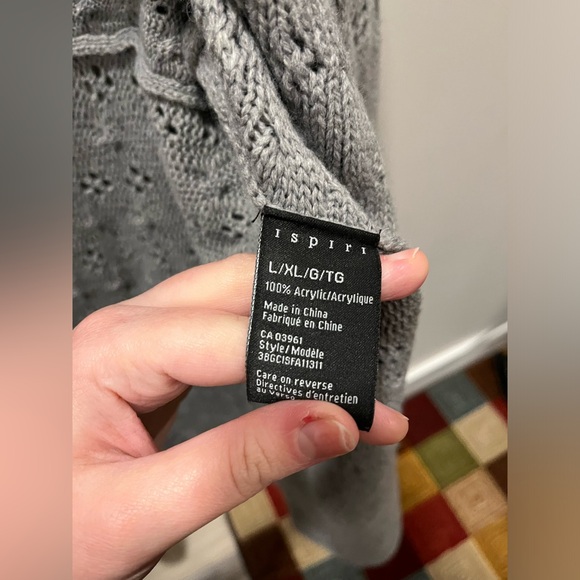 ISPIRI
L/XL/G/TG
100% Acrylic/Acrylique
Made in China
Fabriqué en Chine
CA 03961
Style/Modèle
3BGC1SFA11311
Care on reverse
Directives d'entretien
au verso